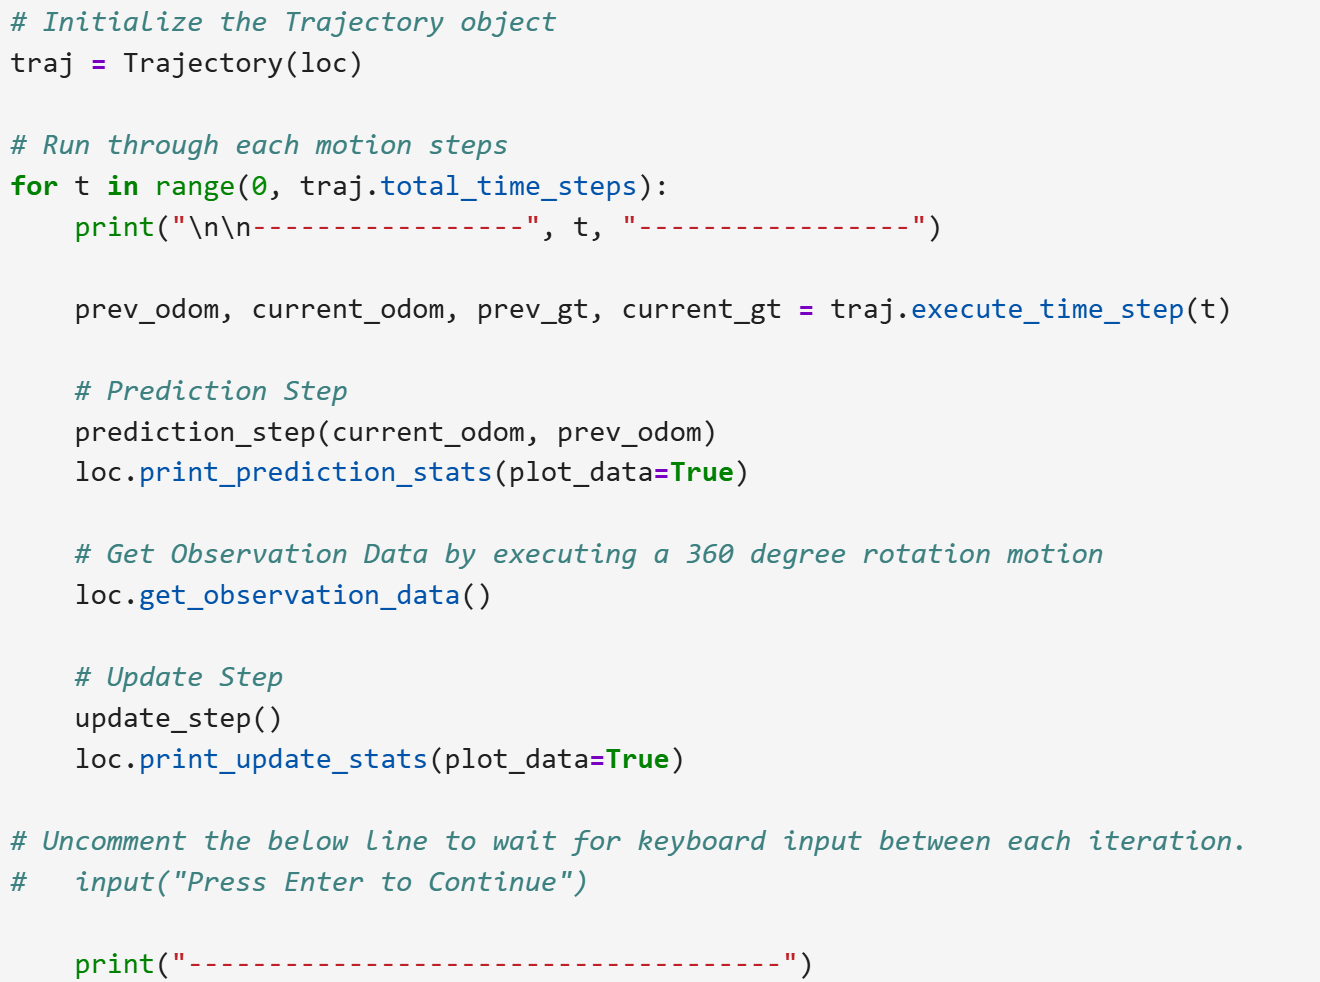 # Initialize the Trajectory object
traj = Trajectory(loc)

# Run through each motion steps
for t in range(0, traj.total_time_steps):
    print("\n\n-----------------", t, "-----------------")

    prev_odom, current_odom, prev_gt, current_gt = traj.execute_time_step(t)

    # Prediction Step
    prediction_step(current_odom, prev_odom)
    loc.print_prediction_stats(plot_data=True)

    # Get Observation Data by executing a 360 degree rotation motion
    loc.get_observation_data()

    # Update Step
    update_step()
    loc.print_update_stats(plot_data=True)

# Uncomment the below line to wait for keyboard input between each iteration.
#   input("Press Enter to Continue")

    print("-------------------------------------")